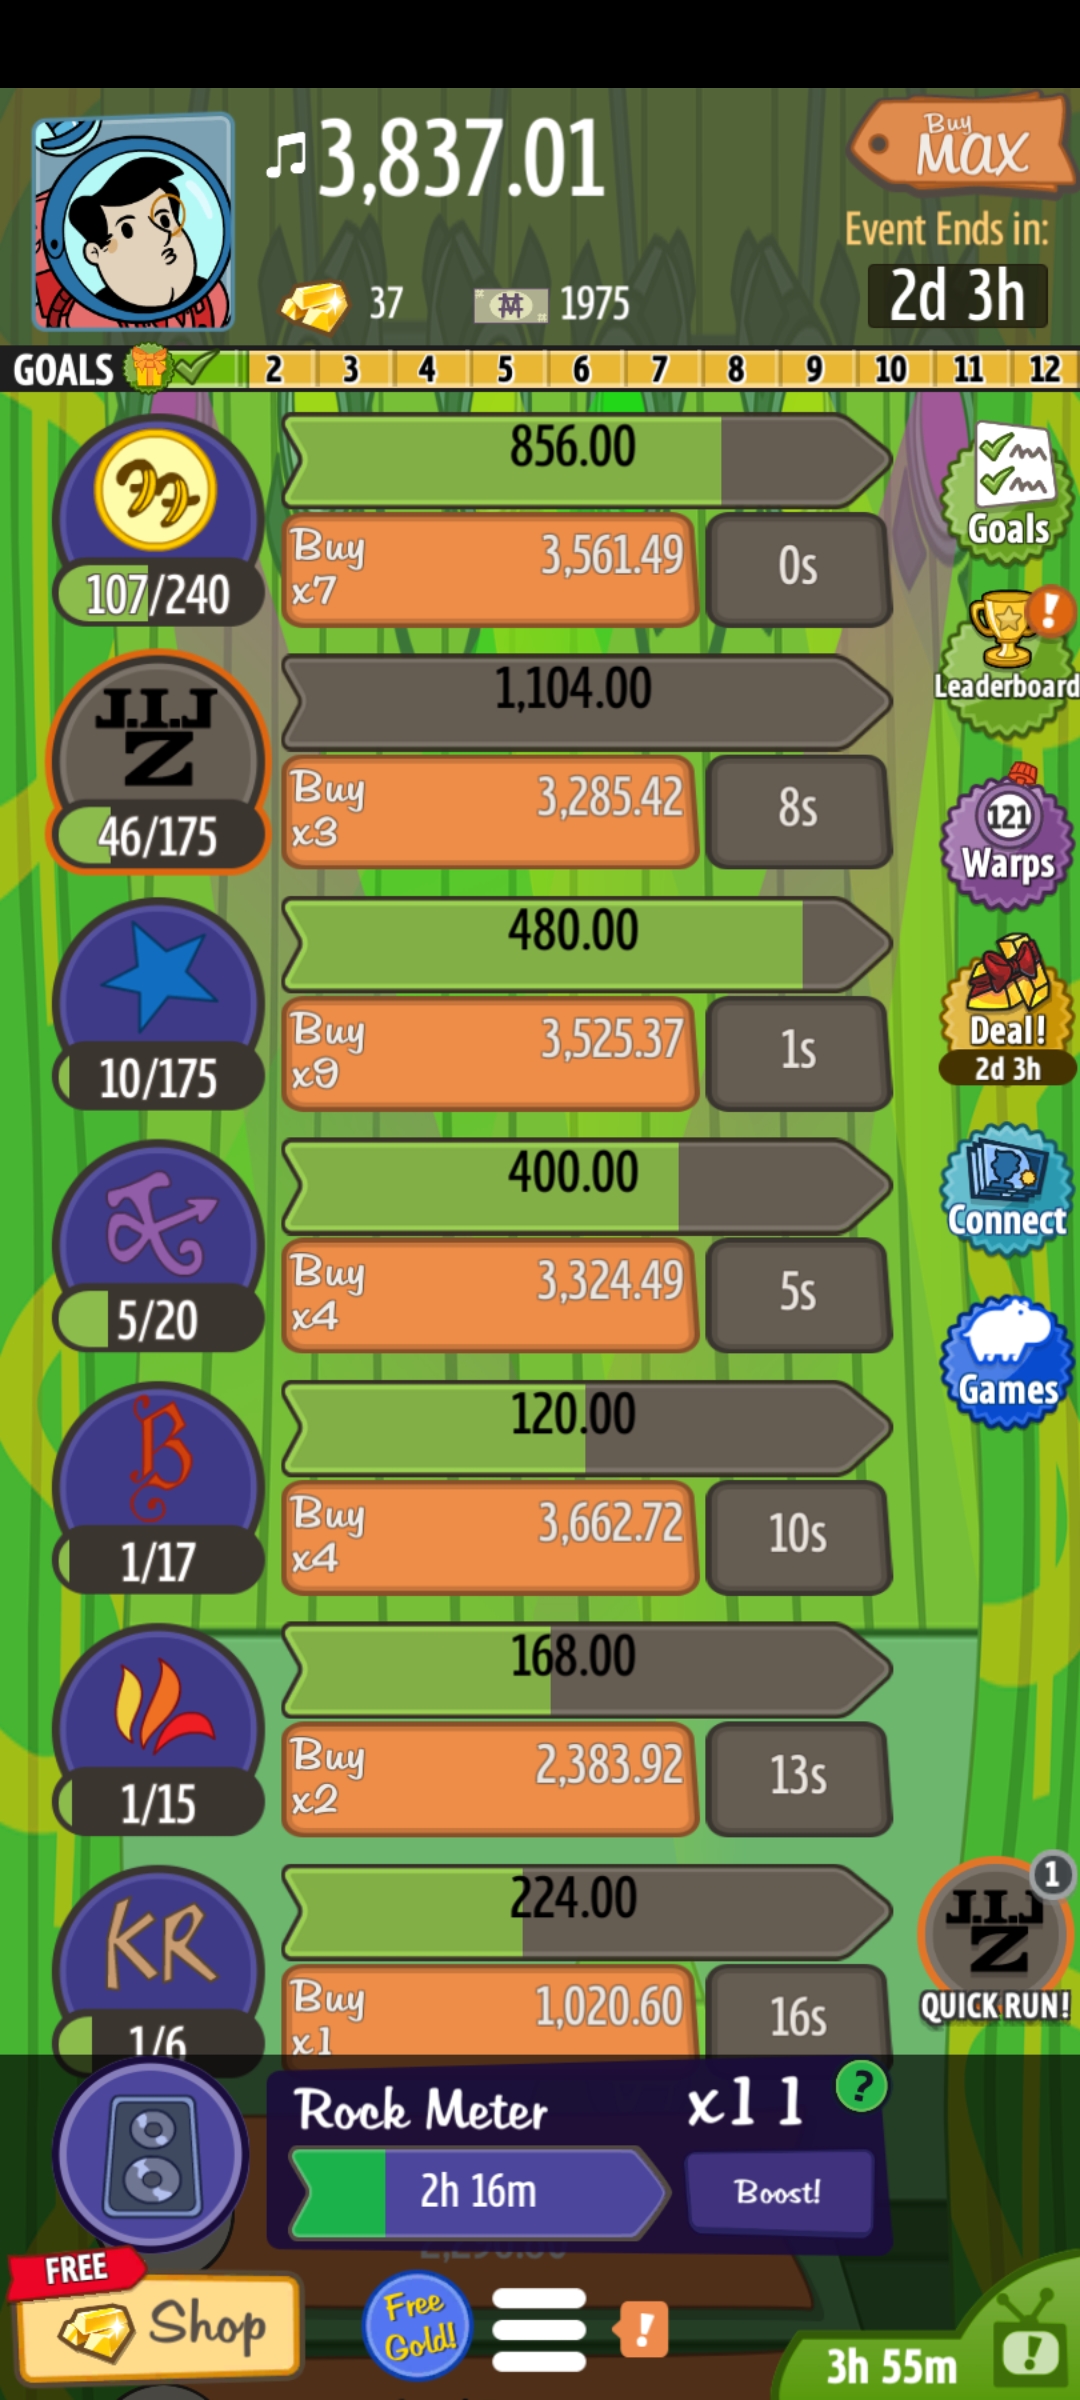 3,837.01
Buy
MAX
Event Ends in:
37
1975
2d 3h
GOALS 2 3 4 5 6 7 8 9 10 11 12
856.00
Buy
x7
3,561.49
0s
107/240
Goals
J.I.J
Z
1,104.00
Buy
x3
3,285.42
8s
46/175
!
Leaderboard
121
Warps
480.00
Buy
x9
3,525.37
1s
10/175
Deal!
2d 3h
400.00
Buy
x4
3,324.49
5s
5/20
Connect
B
120.00
Buy
x4
3,662.72
10s
1/17
Games
168.00
Buy
x2
2,383.92
13s
1/15
KR
224.00
Buy
x1
1,020.60
16s
1/6
1
J.I.J
Z
QUICK RUN!
Rock Meter
x11
?
2h 16m
Boost!
FREE
Shop
Free
Gold!
!
3h 55m
!